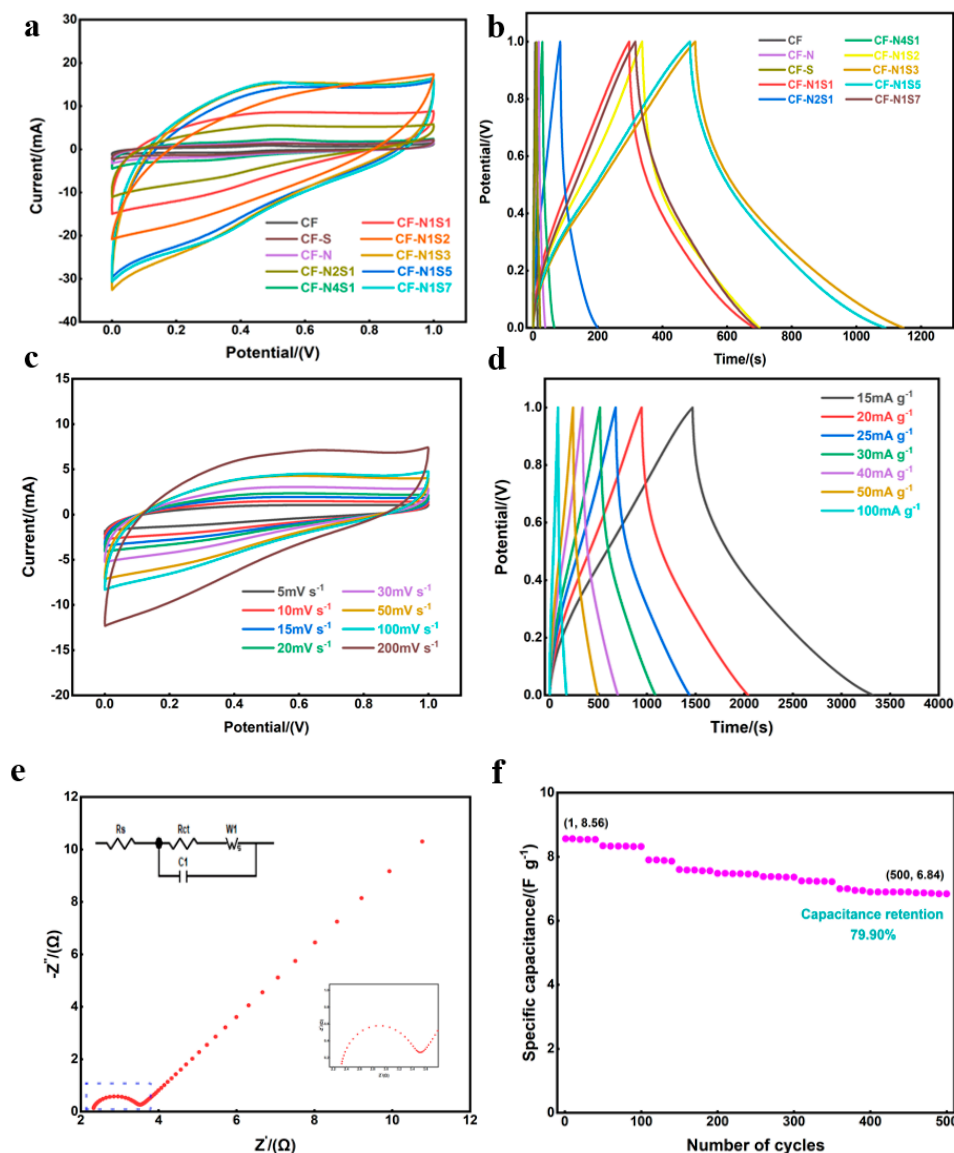 a
Current/(mA)
30
20
10
0
-10
-20
-30
-40
0.0 0.2 0.4 0.6 0.8 1.0
Potential/(V)
CF CF-N1S1
CF-S CF-N1S2
CF-N CF-N1S3
CF-N2S1 CF-N1S5
CF-N4S1 CF-N1S7
b
Potential/(V)
1.0
0.8
0.6
0.4
0.2
0.0
0 200 400 600 800 1000 1200
Time/(s)
CF CF-N4S1
CF-N CF-N1S2
CF-S CF-N1S3
CF-N1S1 CF-N1S5
CF-N2S1 CF-N1S7
c
Current/(mA)
15
10
5
0
-5
-10
-15
-20
0.0 0.2 0.4 0.6 0.8 1.0
Potential/(V)
5mV s⁻¹ 30mV s⁻¹
10mV s⁻¹ 50mV s⁻¹
15mV s⁻¹ 100mV s⁻¹
20mV s⁻¹ 200mV s⁻¹
d
Potential/(V)
1.0
0.8
0.6
0.4
0.2
0.0
0 500 1000 1500 2000 2500 3000 3500 4000
Time/(s)
15mA g⁻¹
20mA g⁻¹
25mA g⁻¹
30mA g⁻¹
40mA g⁻¹
50mA g⁻¹
100mA g⁻¹
e
-Z"/(Ω)
12
10
8
6
4
2
0
2 4 6 8 10 12
Z'/(Ω)
Rs Rct W1
s
C1
f
Specific capacitance/(F g⁻¹)
10
8
6
4
2
0
0 100 200 300 400 500
Number of cycles
(1, 8.56)
(500, 6.84)
Capacitance retention
79.90%